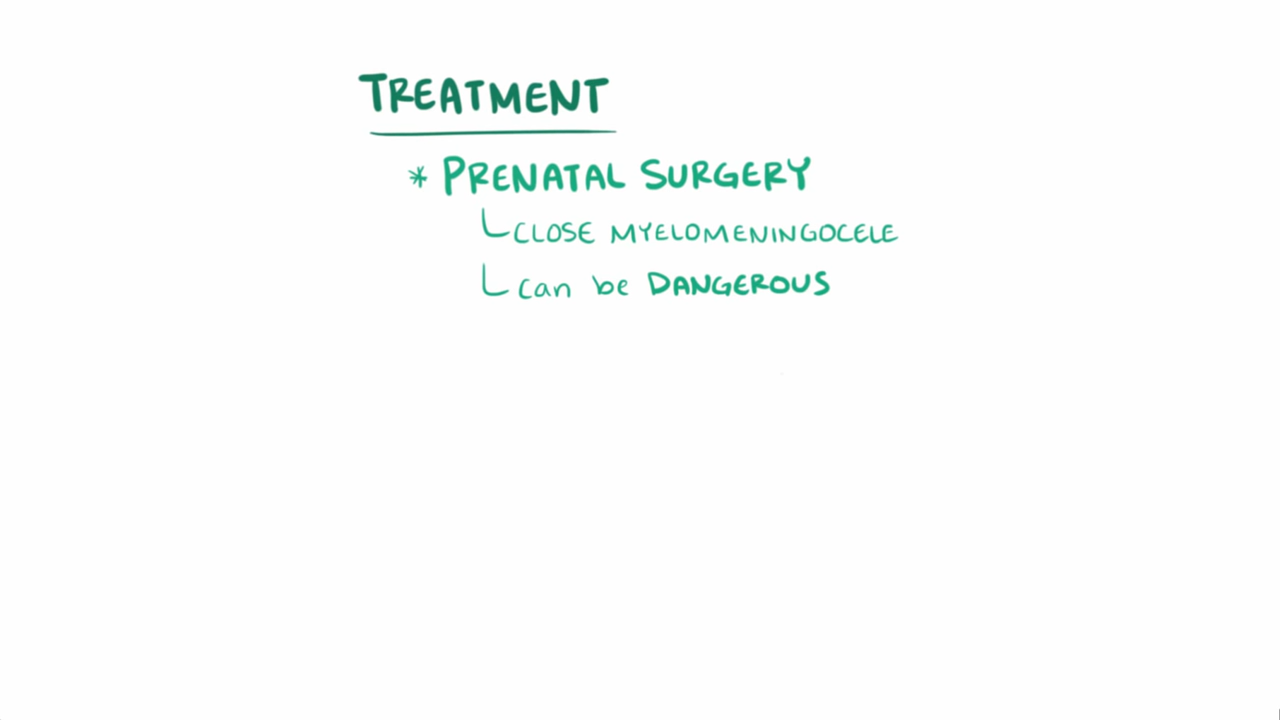 TREATMENT
* PRENATAL SURGERY
CLOSE MYELOMENINGOCELE
can be DANGEROUS